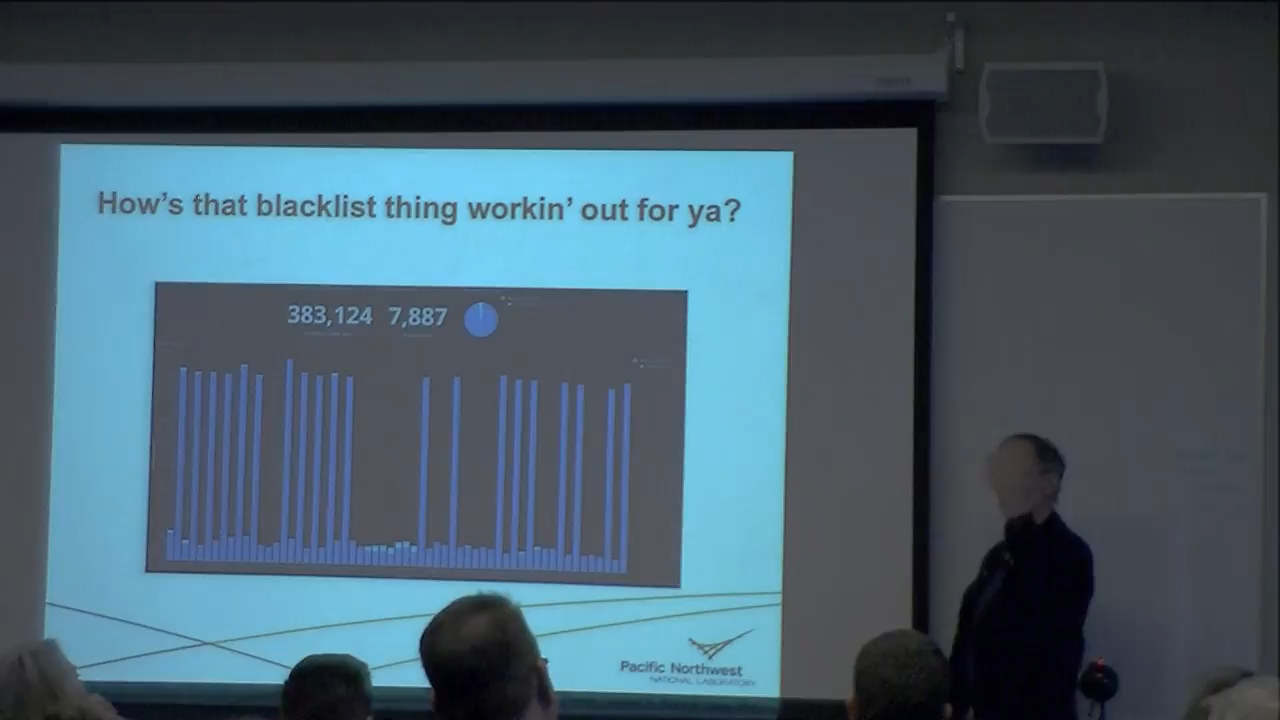 How's that blacklist thing workin' out for ya?
383,124 7,887
Pacific Northwest
NATIONAL LABORATORY